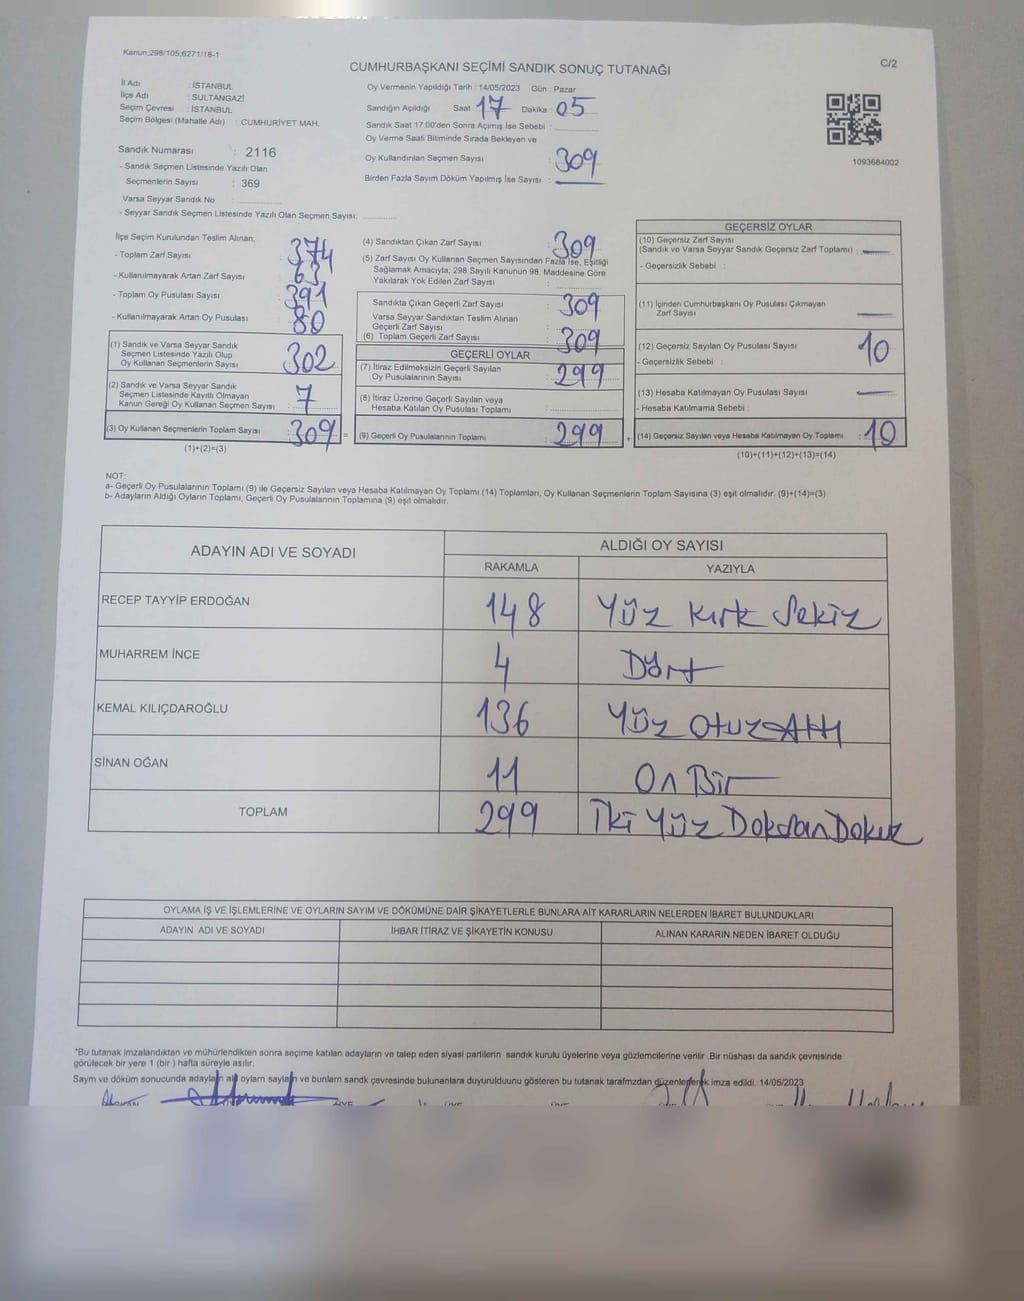 Kanun;298/105;6271/18-1
CUMHURBAŞKANI SEÇİMİ SANDIK SONUÇ TUTANAĞI
C/2
İl Adı : İSTANBUL
İlçe Adı : SULTANGAZİ
Seçim Çevresi : İSTANBUL
Seçim Bölgesi (Mahalle Adı) : CUMHURİYET MAH.
Sandık Numarası : 2116
- Sandık Seçmen Listesinde Yazılı Olan
Seçmenlerin Sayısı : 369
Varsa Seyyar Sandık No
- Seyyar Sandık Seçmen Listesinde Yazılı Olan Seçmen Sayısı:
Oy Vermenin Yapıldığı Tarih : 14/05/2023 Gün : Pazar
Sandığın Açıldığı Saat 17 Dakika : 05
Sandık Saat 17:00'den Sonra Açımış İse Sebebi :
Oy Verme Saati Bitiminde Sırada Bekleyen ve
Oy Kullandırılan Seçmen Sayısı : 309
Birden Fazla Sayım Döküm Yapılmış İse Sayısı :
1093684002
İlçe Seçim Kurulundan Teslim Alınan;
- Toplam Zarf Sayısı : 374
- Kullanılmayarak Artan Zarf Sayısı : 63
- Toplam Oy Pusulası Sayısı : 391
- Kullanılmayarak Artan Oy Pusulası : 80
(1) Sandık ve Varsa Seyyar Sandık
Seçmen Listesinde Yazılı Olup
Oy Kullanan Seçmenlerin Sayısı : 302
(2) Sandık ve Varsa Seyyar Sandık
Seçmen Listesinde Kayıtlı Olmayan
Kanun Gereği Oy Kullanan Seçmen Sayısı : 7
(3) Oy Kullanan Seçmenlerin Toplam Sayısı : 309 =
(1)+(2)=(3)
(4) Sandıktan Çıkan Zarf Sayısı : 309
(5) Zarf Sayısı Oy Kullanan Seçmen Sayısından Fazla İse, Eşitliği
Sağlamak Amacıyla; 298 Sayılı Kanunun 98. Maddesine Göre
Yakılarak Yok Edilen Zarf Sayısı :
Sandıkta Çıkan Geçerli Zarf Sayısı : 309
Varsa Seyyar Sandıktan Teslim Alınan
Geçerli Zarf Sayısı :
(6) Toplam Geçerli Zarf Sayısı : 309
GEÇERLİ OYLAR
(7) İtiraz Edilmeksizin Geçerli Sayılan
Oy Pusulalarının Sayısı : 299
(8) İtiraz Üzerine Geçerli Sayılan veya
Hesaba Katılan Oy Pusulası Toplamı :
(9) Geçerli Oy Pusulalarının Toplamı : 299 +
GEÇERSİZ OYLAR
(10) Geçersiz Zarf Sayısı
(Sandık ve Varsa Seyyar Sandık Geçersiz Zarf Toplamı) :
- Geçersizlik Sebebi :
(11) İçinden Cumhurbaşkanı Oy Pusulası Çıkmayan
Zarf Sayısı :
(12) Geçersiz Sayılan Oy Pusulası Sayısı : 10
- Geçersizlik Sebebi :
(13) Hesaba Katılmayan Oy Pusulası Sayısı :
- Hesaba Katılmama Sebebi :
(14) Geçersiz Sayılan veya Hesaba Katılmayan Oy Toplamı : 10
(10)+(11)+(12)+(13)=(14)
NOT:
a- Geçerli Oy Pusulalarının Toplamı (9) ile Geçersiz Sayılan veya Hesaba Katılmayan Oy Toplamı (14) Toplamları, Oy Kullanan Seçmenlerin Toplam Sayısına (3) eşit olmalıdır. (9)+(14)=(3)
b- Adayların Aldığı Oyların Toplamı, Geçerli Oy Pusulalarının Toplamına (9) eşit olmalıdır.
ADAYIN ADI VE SOYADI
ALDIĞI OY SAYISI
RAKAMLA YAZIYLA
RECEP TAYYİP ERDOĞAN 148 Yüz Kırk Sekiz
MUHARREM İNCE 4 Dört
KEMAL KILIÇDAROĞLU 136 Yüz Otuz Altı
SİNAN OĞAN 11 On Bir
TOPLAM 299 İki Yüz Doksan Dokuz
OYLAMA İŞ VE İŞLEMLERİNE VE OYLARIN SAYIM VE DÖKÜMÜNE DAİR ŞİKAYETLERLE BUNLARA AİT KARARLARIN NELERDEN İBARET BULUNDUKLARI
ADAYIN ADI VE SOYADI İHBAR İTİRAZ VE ŞİKAYETİN KONUSU ALINAN KARARIN NEDEN İBARET OLDUĞU
*Bu tutanak imzalandıktan ve mühürlendikten sonra seçime katılan adayların ve talep eden siyasi partilerin sandık kurulu üyelerine veya gözlemcilerine verilir .Bir nüshası da sandık çevresinde
görülecek bir yere 1 (bir ) hafta süreyle asılır.
Sayım ve döküm sonucunda adayların oyların ve bunların sandk çevresinde bulunanlara duyurulduunu gösteren bu tutanak tarafmzdan düzenlenerek imza edildi. 14/05/2023